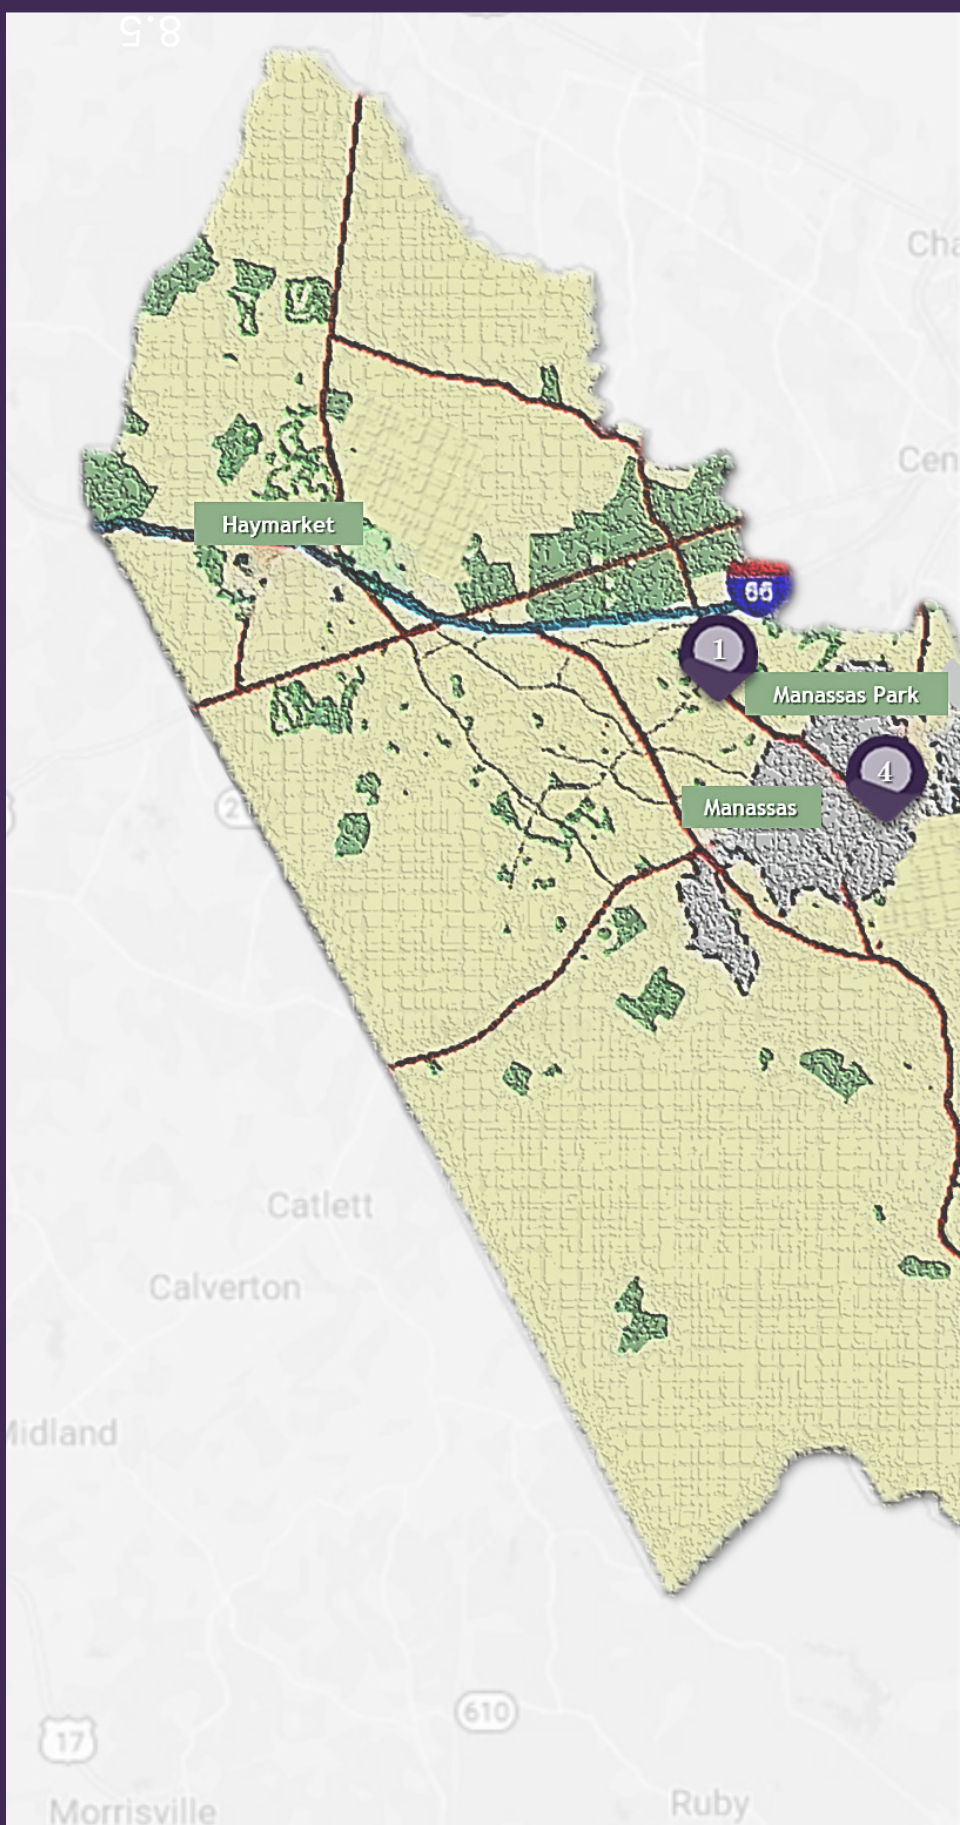 8.5
Cha
Cen
Haymarket
66
1
Manassas Park
4
Manassas
Catlett
Calverton
Midland
610
17
Ruby
Morrisville